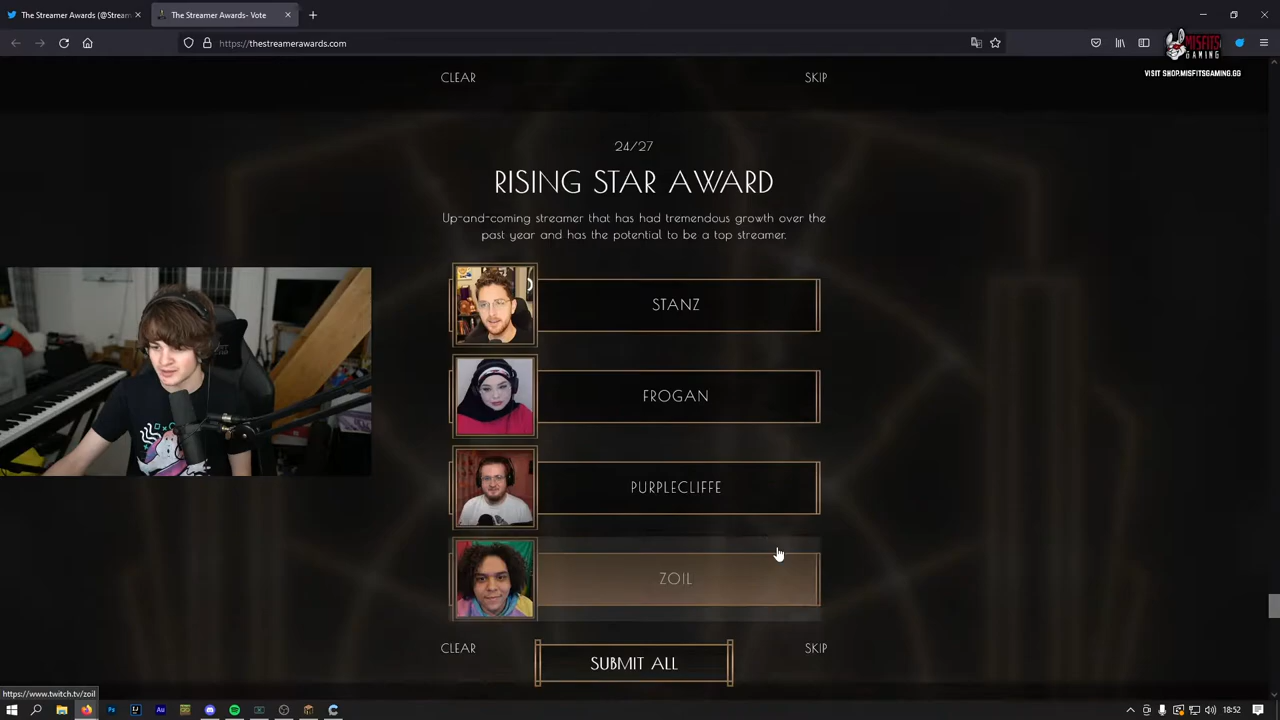 The Streamer Awards (@Stream
The Streamer Awards- Vote
https://thestreamerawards.com
MISFITS
GAMING
VISIT SHOP.MISFITSGAMING.GG
CLEAR
SKIP
24/27
RISING STAR AWARD
Up-and-coming streamer that has had tremendous growth over the
past year and has the potential to be a top streamer.
STANZ
FROGAN
PURPLECLIFFE
ZOIL
CLEAR
SUBMIT ALL
SKIP
https://www.twitch.tv/zoil
18:52